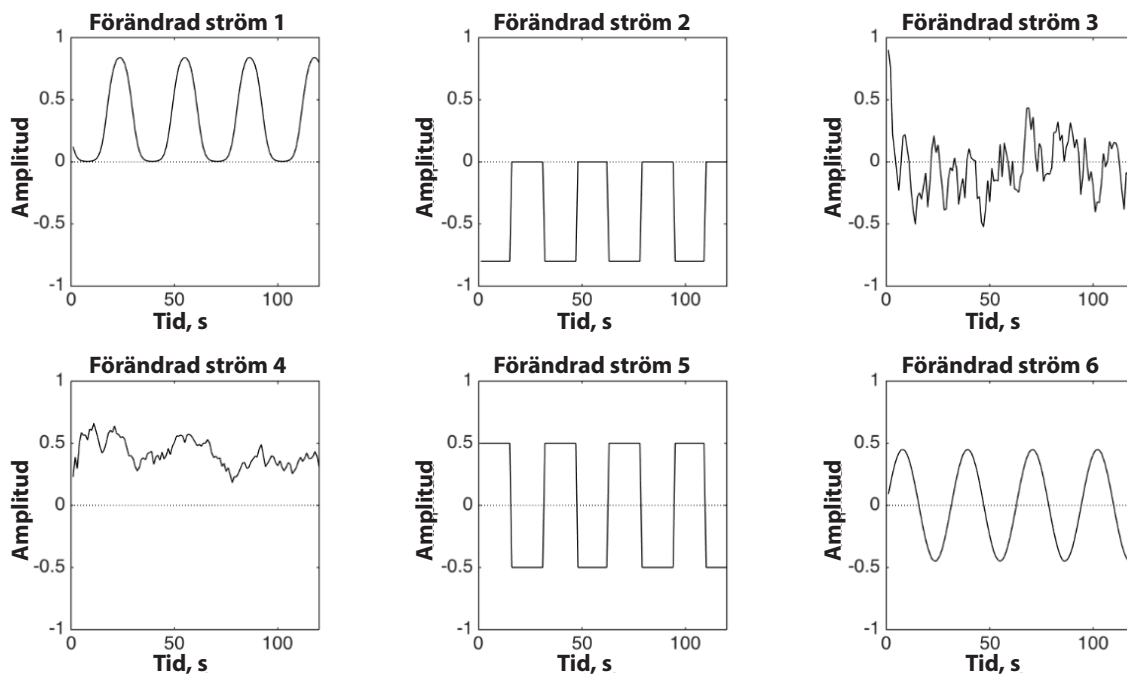 Förändrad ström 1
1
0.5
0
-0.5
-1
Amplitud
0 50 100
Tid, s
Förändrad ström 2
1
0.5
0
-0.5
-1
Amplitud
0 50 100
Tid, s
Förändrad ström 3
1
0.5
0
-0.5
-1
Amplitud
0 50 100
Tid, s
Förändrad ström 4
1
0.5
0
-0.5
-1
Amplitud
0 50 100
Tid, s
Förändrad ström 5
1
0.5
0
-0.5
-1
Amplitud
0 50 100
Tid, s
Förändrad ström 6
1
0.5
0
-0.5
-1
Amplitud
0 50 100
Tid, s